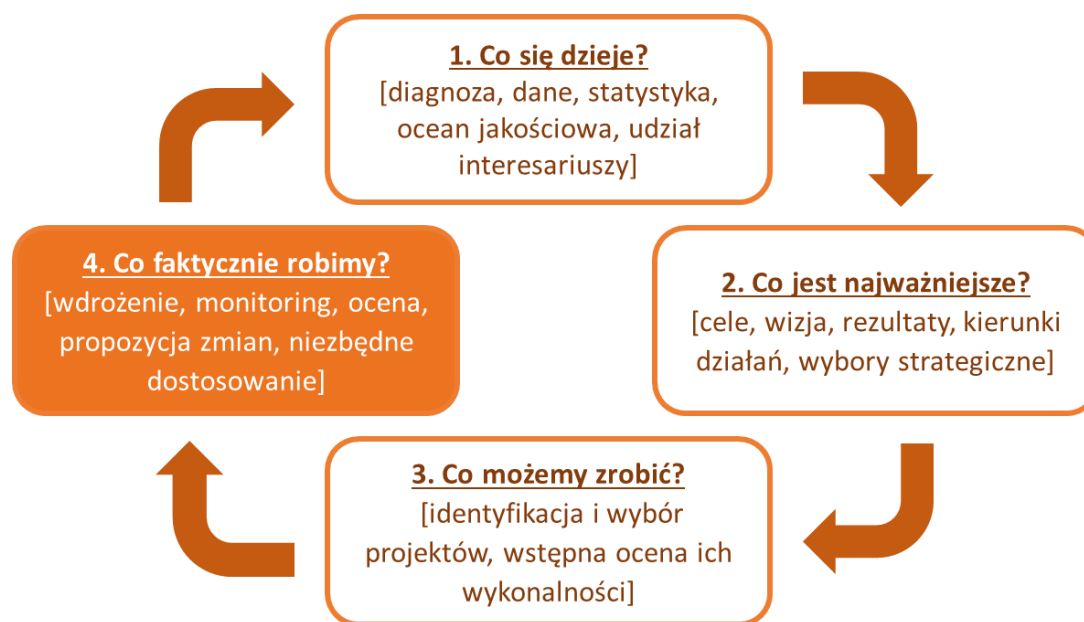 1. Co się dzieje?
[diagnoza, dane, statystyka,
ocean jakościowa, udział
interesariuszy]
2. Co jest najważniejsze?
[cele, wizja, rezultaty, kierunki
działań, wybory strategiczne]
3. Co możemy zrobić?
[identyfikacja i wybór
projektów, wstępna ocena ich
wykonalności]
4. Co faktycznie robimy?
[wdrożenie, monitoring, ocena,
propozycja zmian, niezbędne
dostosowanie]